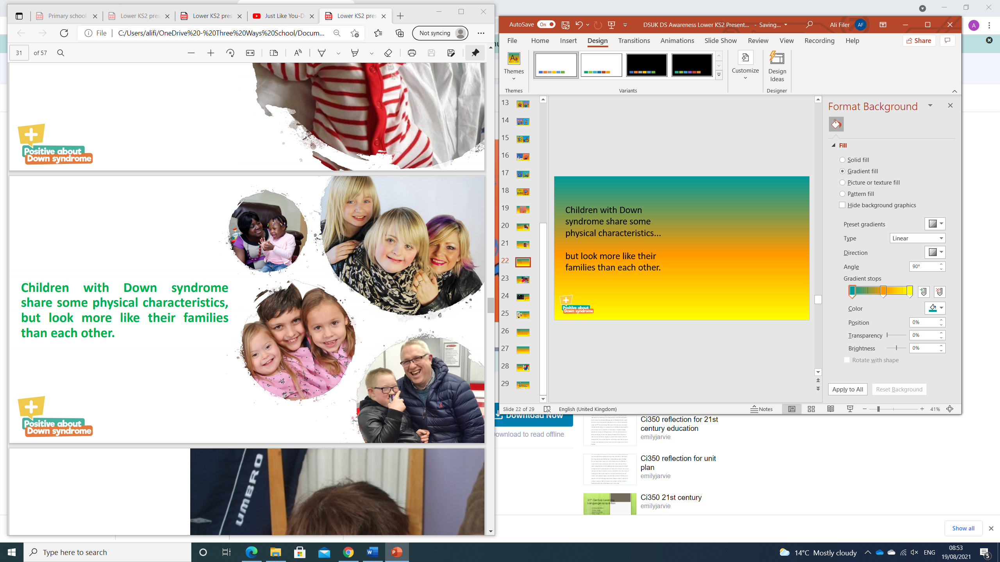 Primary school
Lower KS2 pres
Lower KS2 pres
Just Like You-D
Lower KS2 pres
File
C:/Users/alifi/OneDrive%20-%20Three%20Ways%20School/Docum...
Not syncing
31
of 57
Positive about
Down syndrome
Children with Down syndrome
share some physical characteristics,
but look more like their families
than each other.
Positive about
Down syndrome
UMBRO
AutoSave
On
DSUK DS Awareness Lower KS2 Present... - Saving...
Ali Filer
AF
A
File
Home
Insert
Design
Transitions
Animations
Slide Show
Review
View
Recording
Help
Share
Aa
Themes
Customize
Design
Ideas
Themes
Variants
Designer
13
14
15
16
17
18
19
20
21
22
23
24
25
26
27
28
29
Children with Down
syndrome share some
physical characteristics...
but look more like their
families than each other.
Positive about
Down syndrome
Format Background
Fill
Solid fill
Gradient fill
Picture or texture fill
Pattern fill
Hide background graphics
Preset gradients
Type
Linear
Direction
Angle
90°
Gradient stops
Color
Position
0%
Transparency
0%
Brightness
0%
Rotate with shape
Apply to All
Reset Background
Slide 22 of 29
English (United Kingdom)
Notes
41%
Download Now
Download to read offline
Ci350 reflection for 21st
century education
emilyjarvie
Ci350 reflection for unit
plan
emilyjarvie
21st Century Learning
Language acquisition
Ci350 21st century
emilyjarvie
Show all
Type here to search
14°C Mostly cloudy
ENG
08:53
19/08/2021
5